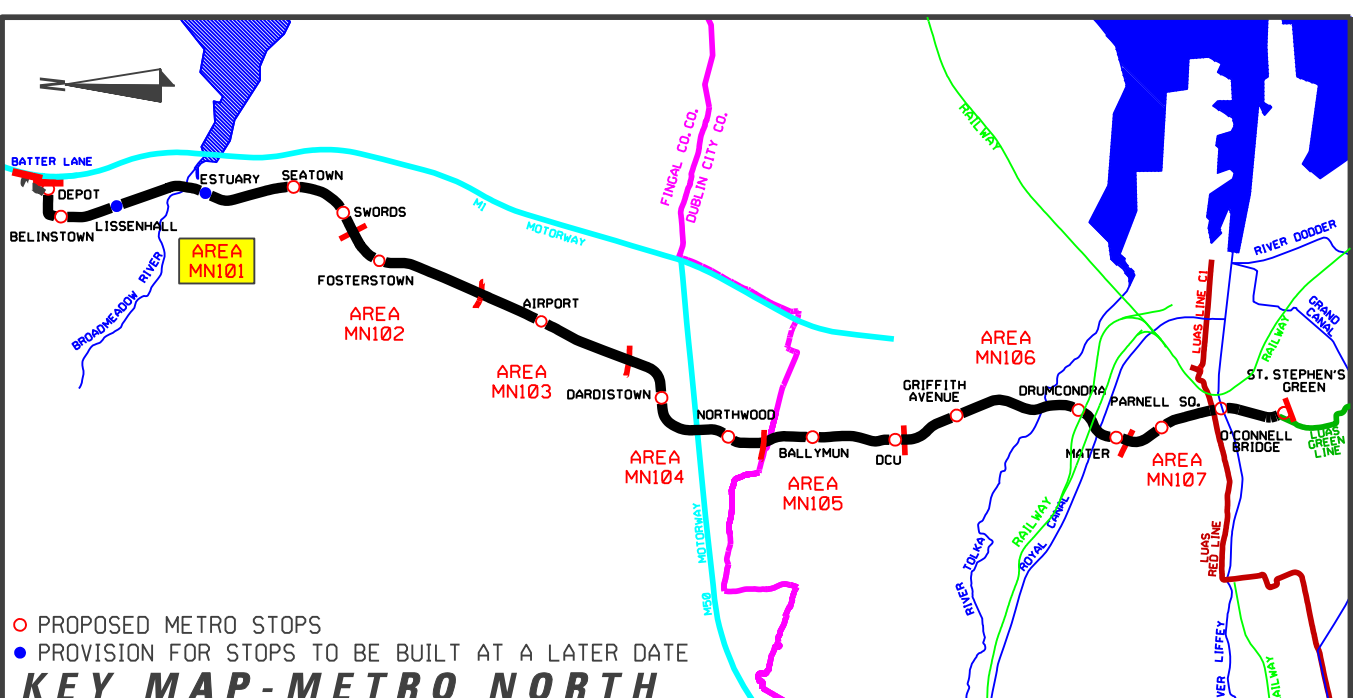 BATTER LANE
DEPOT
BELINSTOWN
LISSENHALL
ESTUARY
SEATOWN
SWORDS
AREA
MN101
BROADMEADOW RIVER
FOSTERSTOWN
AREA
MN102
AIRPORT
AREA
MN103
M1
MOTORWAY
FINGAL CO. CO.
DUBLIN CITY CO.
DARDISTOWN
NORTHWOOD
AREA
MN104
MOTORWAY
M50
BALLYMUN
AREA
MN105
DCU
GRIFFITH
AVENUE
AREA
MN106
RAILWAY
DRUMCONDRA
MATER
PARNELL SQ.
AREA
MN107
RIVER TOLKA
RAILWAY
ROYAL CANAL
LUAS LINE C1
RIVER DODDER
GRAND
CANAL
RAILWAY
ST. STEPHEN'S
GREEN
O'CONNELL
BRIDGE
LUAS
GREEN
LINE
LUAS
RED LINE
VER LIFFEY
AILWAY
PROPOSED METRO STOPS
PROVISION FOR STOPS TO BE BUILT AT A LATER DATE
KEY MAP-METRO NORTH